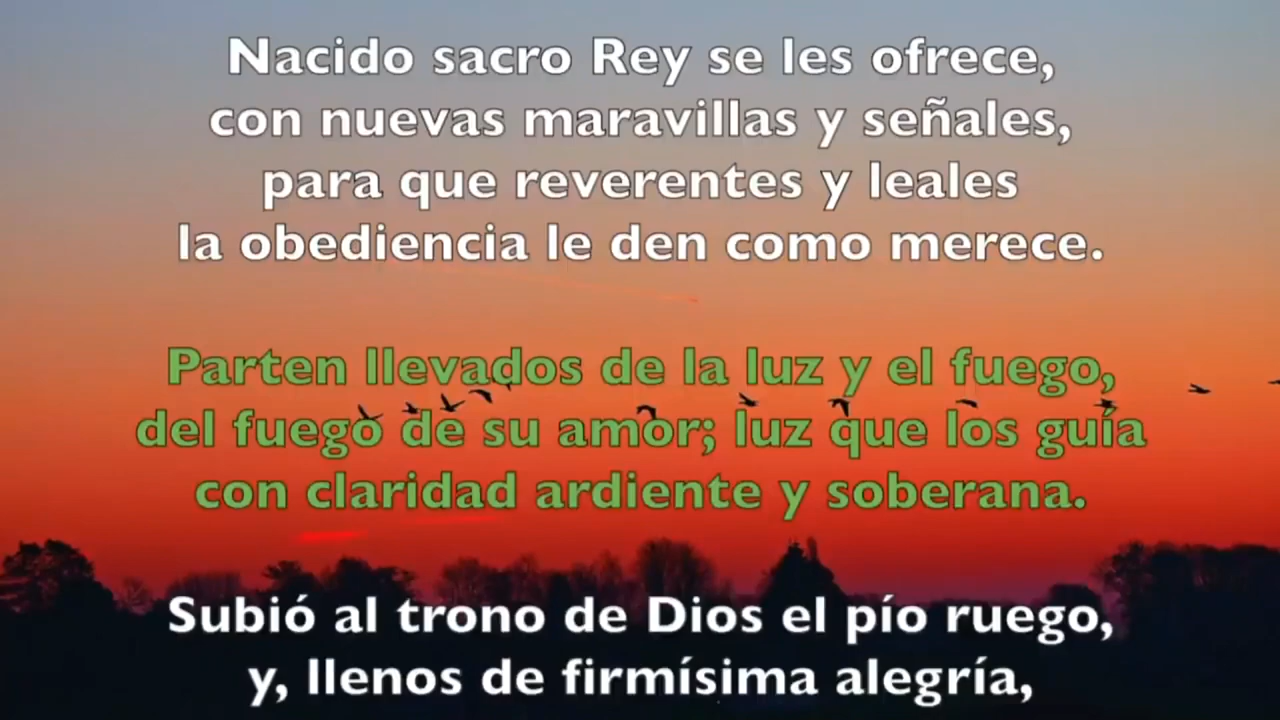 Nacido sacro Rey se les ofrece,
con nuevas maravillas y señales,
para que reverentes y leales
la obediencia le den como merece.
Parten llevados de la luz y el fuego,
del fuego de su amor; luz que los guía
con claridad ardiente y soberana.
Subió al trono de Dios el pío ruego,
y, llenos de firmísima alegría,